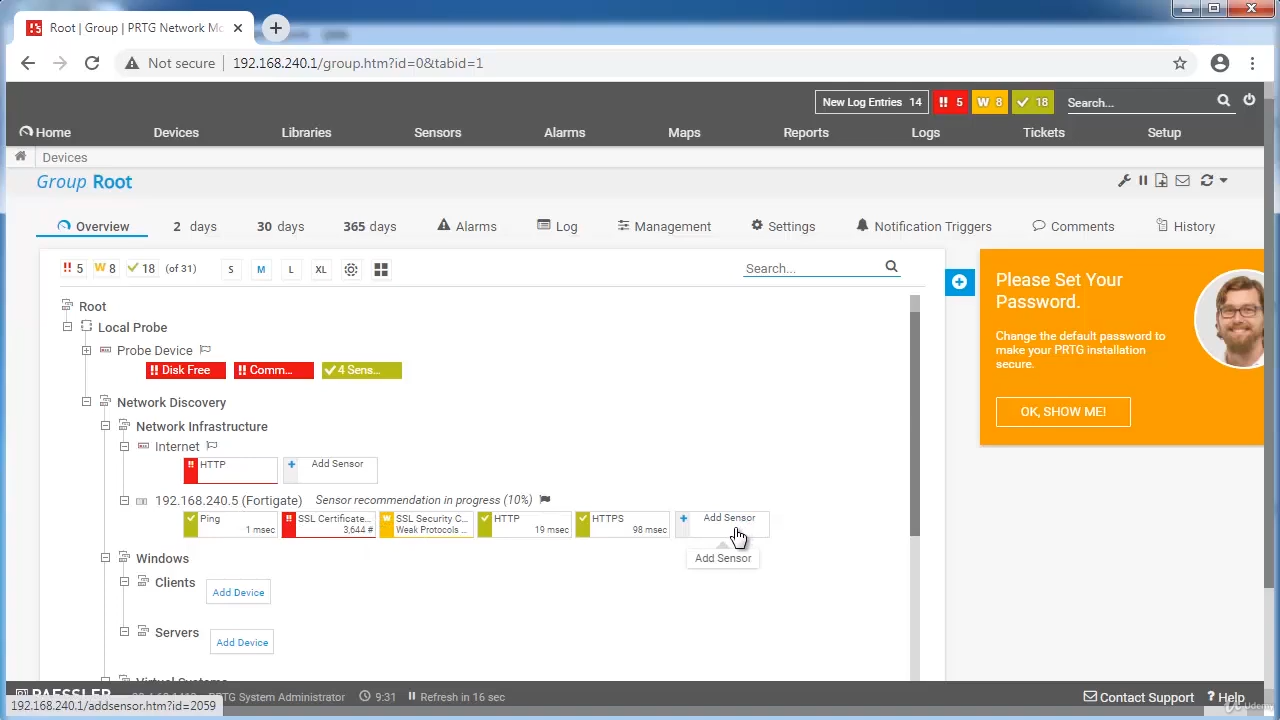 Root | Group | PRTG Network Mo
Not secure
192.168.240.1/group.htm?id=0&tabid=1
New Log Entries 14
5
W 8
18
Search...
Home
Devices
Libraries
Sensors
Alarms
Maps
Reports
Logs
Tickets
Setup
Devices
Group Root
Overview
2 days
30 days
365 days
Alarms
Log
Management
Settings
Notification Triggers
Comments
History
!! 5 W 8 18 (of 31)
S
M
L
XL
Search...
Please Set Your
Password.
Change the default password to
make your PRTG installation
secure.
OK, SHOW ME!
Root
Local Probe
Probe Device
!! Disk Free
!! Comm...
4 Sens...
Network Discovery
Network Infrastructure
Internet
!! HTTP
Add Sensor
192.168.240.5 (Fortigate) Sensor recommendation in progress (10%)
Ping
1 msec
!! SSL Certificate...
3,644 #
W SSL Security C...
Weak Protocols ...
HTTP
19 msec
HTTPS
98 msec
Add Sensor
Add Sensor
Windows
Clients
Add Device
Servers
Add Device
PAESSLER
PRTG System Administrator
9:31
Refresh in 16 sec
Contact Support
? Help
192.168.240.1/addsensor.htm?id=2059
Udemy